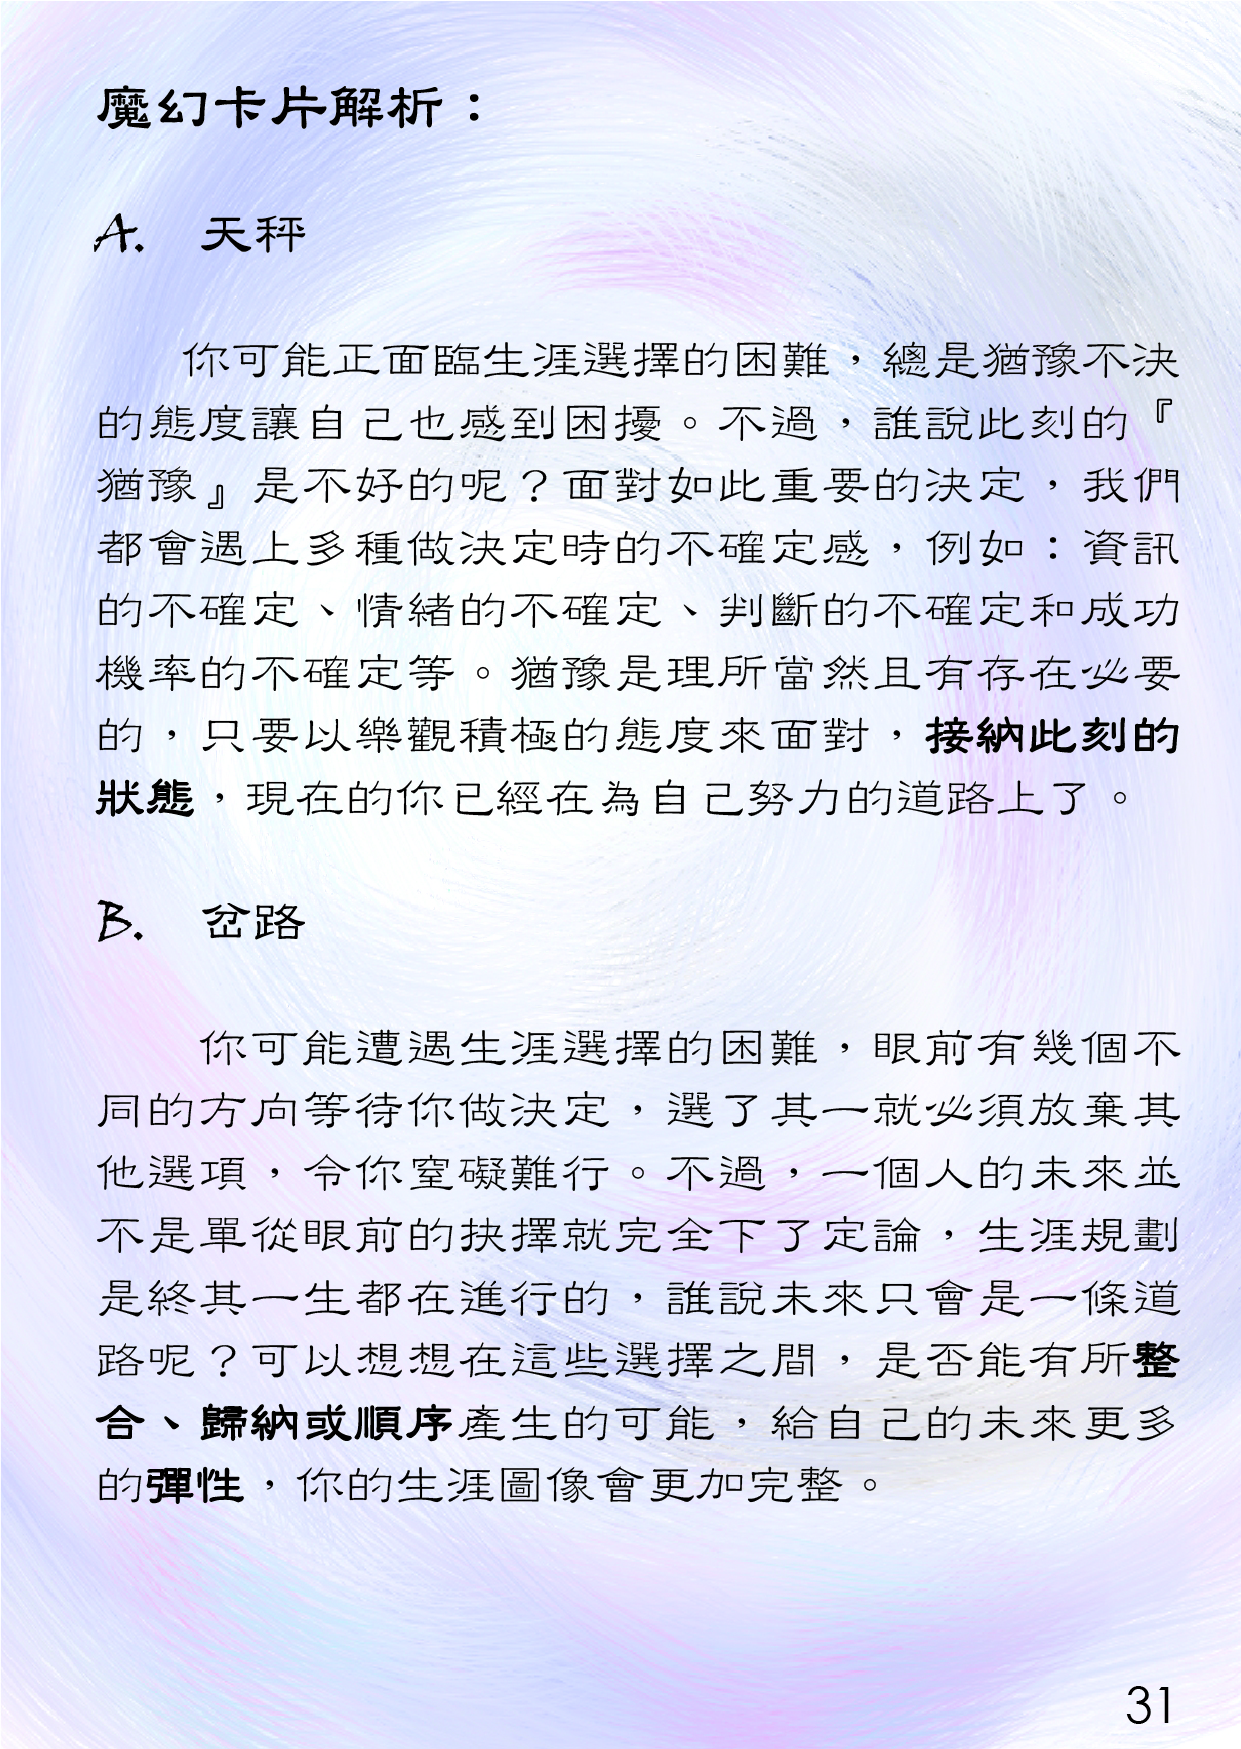 魔幻卡片解析：
A. 天秤
你可能正面臨生涯選擇的困難，總是猶豫不決
的態度讓自己也感到困擾。不過，誰說此刻的『
猶豫』是不好的呢？面對如此重要的決定，我們
都會遇上多種做決定時的不確定感，例如：資訊
的不確定、情緒的不確定、判斷的不確定和成功
機率的不確定等。猶豫是理所當然且有存在必要
的，只要以樂觀積極的態度來面對，接納此刻的
狀態，現在的你已經在為自己努力的道路上了。
B. 岔路
你可能遭遇生涯選擇的困難，眼前有幾個不
同的方向等待你做決定，選了其一就必須放棄其
他選項，令你窒礙難行。不過，一個人的未來並
不是單從眼前的抉擇就完全下了定論，生涯規劃
是終其一生都在進行的，誰說未來只會是一條道
路呢？可以想想在這些選擇之間，是否能有所整
合、歸納或順序產生的可能，給自己的未來更多
的彈性，你的生涯圖像會更加完整。
31